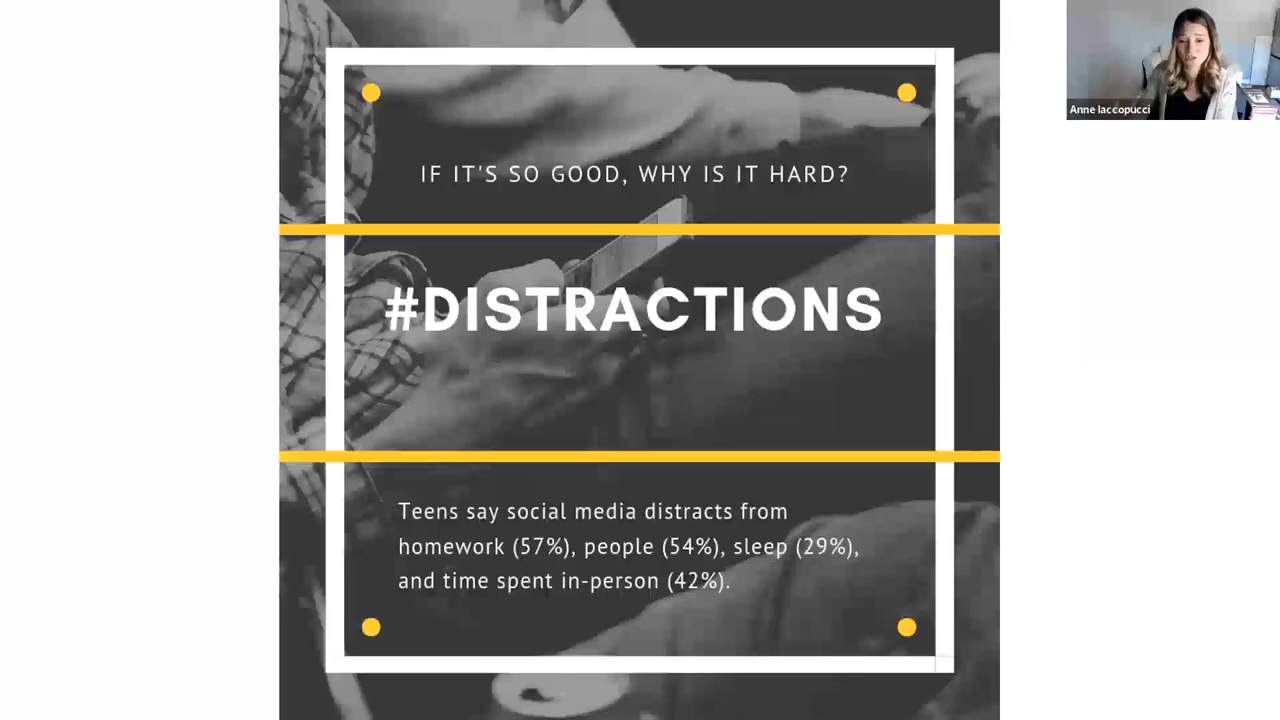 IF IT'S SO GOOD, WHY IS IT HARD?
#DISTRACTIONS
Teens say social media distracts from
homework (57%), people (54%), sleep (29%),
and time spent in-person (42%).
Anne Iaccopucci